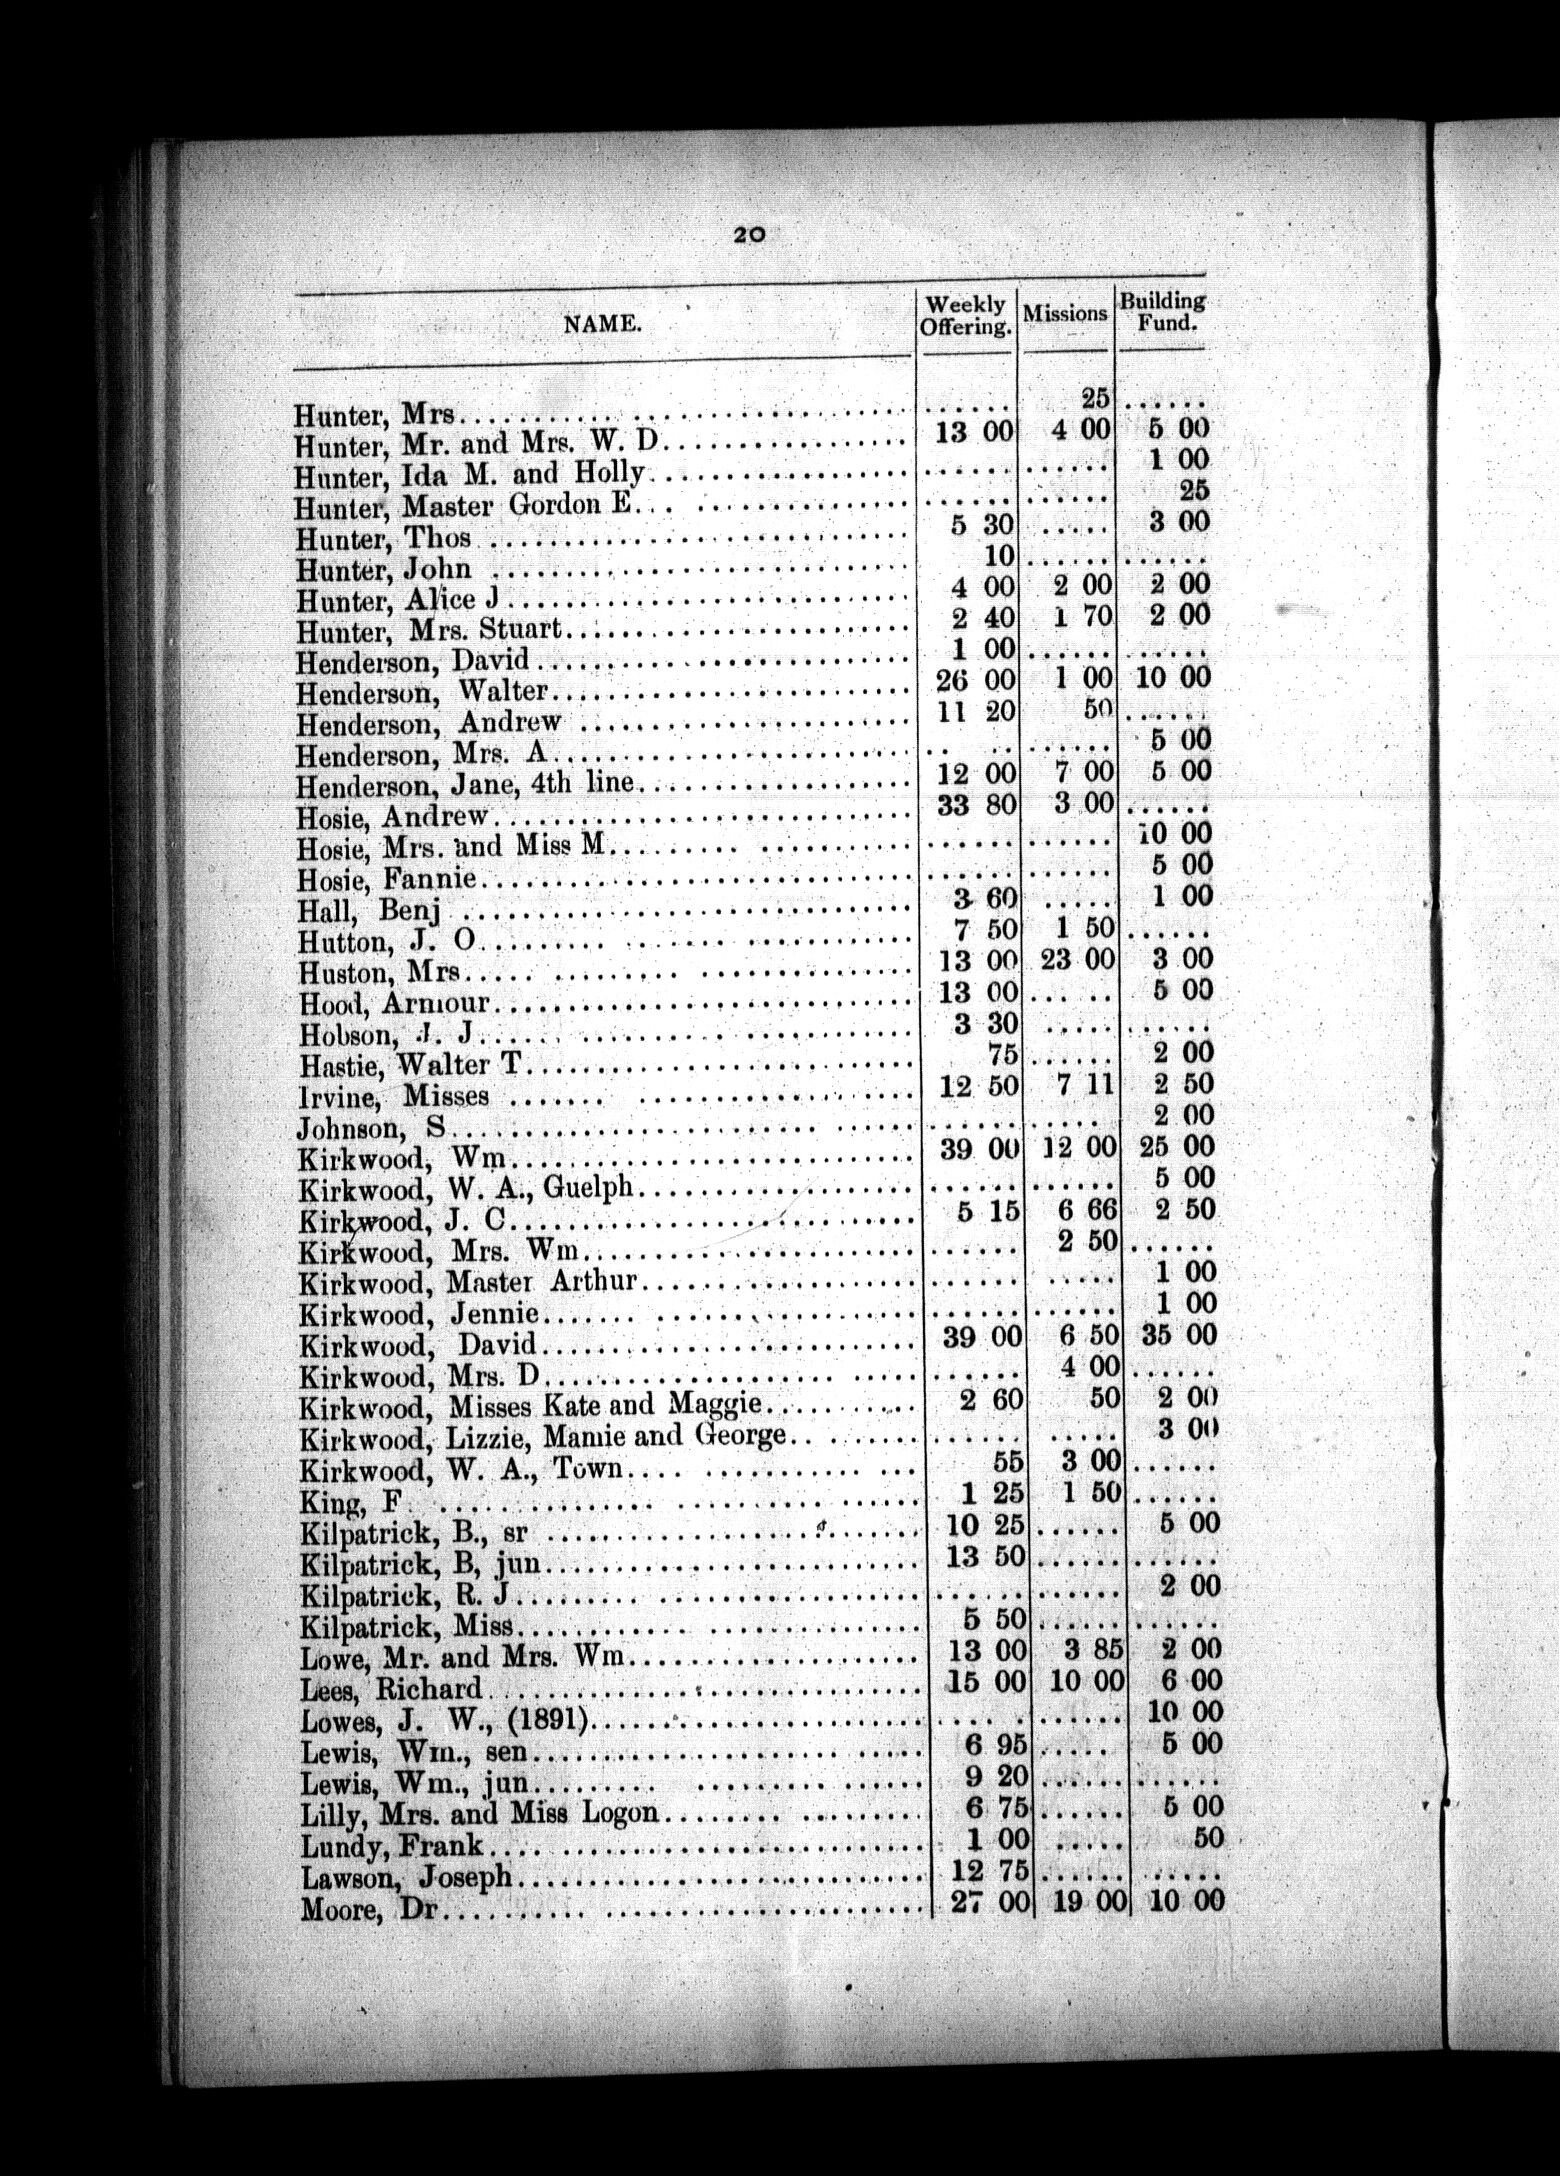 20
NAME. Weekly Offering. Missions Building Fund.
Hunter, Mrs. .......... ...... 25 ......
Hunter, Mr. and Mrs. W. D. .......... 13 00 4 00 5 00
Hunter, Ida M. and Holly .......... ...... ...... 1 00
Hunter, Master Gordon E. .......... ...... ...... 25
Hunter, Thos .......... 5 30 ...... 3 00
Hunter, John .......... 10 ...... ......
Hunter, Alice J .......... 4 00 2 00 2 00
Hunter, Mrs. Stuart .......... 2 40 1 70 2 00
Henderson, David .......... 1 00 ...... ......
Henderson, Walter .......... 26 00 1 00 10 00
Henderson, Andrew .......... 11 20 50 ......
Henderson, Mrs. A .......... ...... ...... 5 00
Henderson, Jane, 4th line .......... 12 00 7 00 5 00
Hosie, Andrew .......... 33 80 3 00 ......
Hosie, Mrs. and Miss M .......... ...... ...... 10 00
Hosie, Fannie .......... ...... ...... 5 00
Hall, Benj .......... 3 60 ...... 1 00
Hutton, J. O .......... 7 50 1 50 ......
Huston, Mrs .......... 13 00 23 00 3 00
Hood, Armour .......... 13 00 ...... 5 00
Hobson, J. J .......... 3 30 ...... ......
Hastie, Walter T .......... 75 ...... 2 00
Irvine, Misses .......... 12 50 7 11 2 50
Johnson, S .......... ...... ...... 2 00
Kirkwood, Wm .......... 39 00 12 00 25 00
Kirkwood, W. A., Guelph .......... ...... ...... 5 00
Kirkwood, J. C .......... 5 15 6 66 2 50
Kirkwood, Mrs. Wm .......... ...... 2 50 ......
Kirkwood, Master Arthur .......... ...... ...... 1 00
Kirkwood, Jennie .......... ...... ...... 1 00
Kirkwood, David .......... 39 00 6 50 35 00
Kirkwood, Mrs. D .......... ...... 4 00 ......
Kirkwood, Misses Kate and Maggie .......... 2 60 50 2 00
Kirkwood, Lizzie, Mamie and George .......... ...... ...... 3 00
Kirkwood, W. A., Town .......... 55 3 00 ......
King, F .......... 1 25 1 50 ......
Kilpatrick, B., sr .......... 10 25 ...... 5 00
Kilpatrick, B, jun .......... 13 50 ...... ......
Kilpatrick, R. J .......... ...... ...... 2 00
Kilpatrick, Miss .......... 5 50 ...... ......
Lowe, Mr. and Mrs. Wm .......... 13 00 3 85 2 00
Lees, Richard .......... 15 00 10 00 6 00
Lowes, J. W., (1891) .......... ...... ...... 10 00
Lewis, Wm., sen .......... 6 95 ...... 5 00
Lewis, Wm., jun .......... 9 20 ...... ......
Lilly, Mrs. and Miss Logon .......... 6 75 ...... 5 00
Lundy, Frank .......... 1 00 ...... 50
Lawson, Joseph .......... 12 75 ...... ......
Moore, Dr .......... 27 00 19 00 10 00